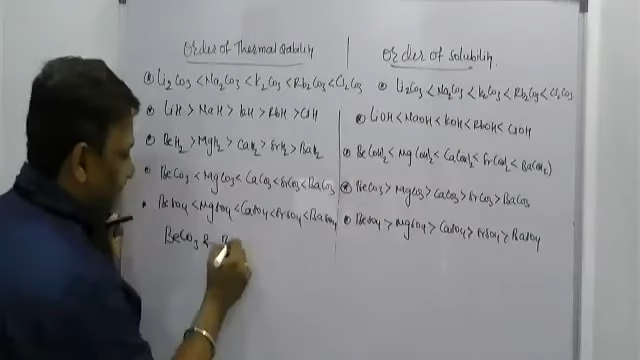 Order of Thermal stability
Li2CO3 < Na2CO3 < K2CO3 < Rb2CO3 < Cs2CO3
LiH > NaH > KH > RbH > CsH
BeH2 > MgH2 > CaH2 > SrH2 > BaH2
BeCO3 < MgCO3 < CaCO3 < SrCO3 < BaCO3
BeSO4 < MgSO4 < CaSO4 < SrSO4 < BaSO4
BeCO3 &
Order of solubility
Li2CO3 < Na2CO3 < K2CO3 < Rb2CO3 < Cs2CO3
LiOH < NaOH < KOH < RbOH < CsOH
Be(OH)2 < Mg(OH)2 < Ca(OH)2 < Sr(OH)2 < Ba(OH)2
BeCO3 > MgCO3 > CaCO3 > SrCO3 > BaCO3
BeSO4 > MgSO4 > CaSO4 > SrSO4 > BaSO4